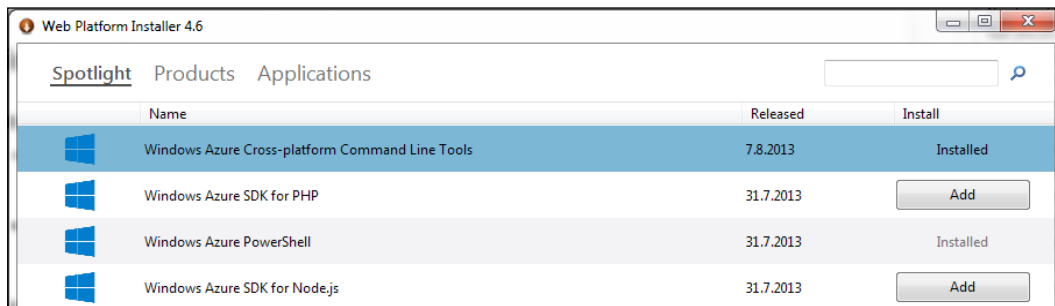 Web Platform Installer 4.6
Spotlight Products Applications
Name Released Install
Windows Azure Cross-platform Command Line Tools 7.8.2013 Installed
Windows Azure SDK for PHP 31.7.2013 Add
Windows Azure PowerShell 31.7.2013 Installed
Windows Azure SDK for Node.js 31.7.2013 Add